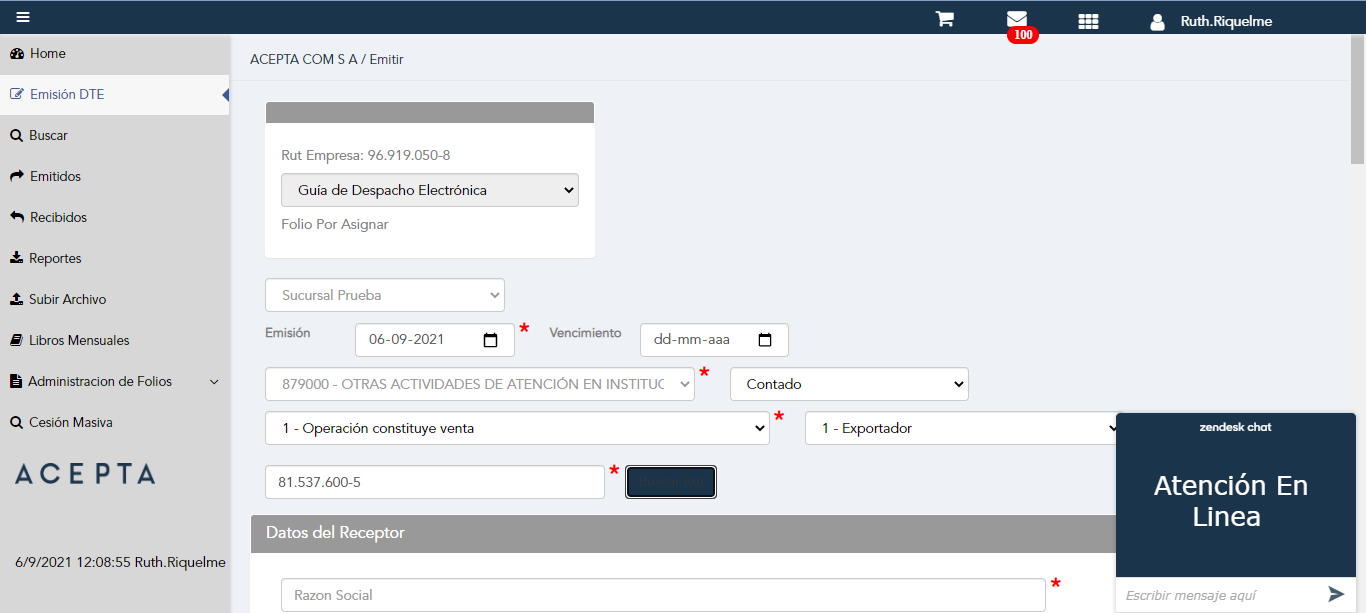 100
Ruth.Riquelme
Home
Emisión DTE
Buscar
Emitidos
Recibidos
Reportes
Subir Archivo
Libros Mensuales
Administracion de Folios
Cesión Masiva
ACEPTA
6/9/2021 12:08:55 Ruth.Riquelme
ACEPTA COM S A / Emitir
Rut Empresa: 96.919.050-8
Guía de Despacho Electrónica
Folio Por Asignar
Sucursal Prueba
Emisión 06-09-2021 * Vencimiento dd-mm-aaa
879000 - OTRAS ACTIVIDADES DE ATENCIÓN EN INSTITUC * Contado
1 - Operación constituye venta * 1 - Exportador
81.537.600-5 *
Datos del Receptor
Razon Social *
zendesk chat
Atención En
Linea
Escribir mensaje aquí